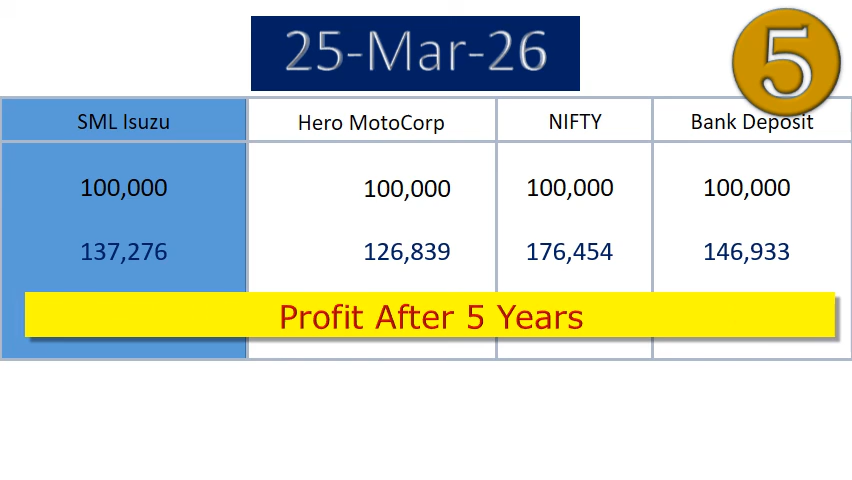 25-Mar-26
5
SML Isuzu Hero MotoCorp NIFTY Bank Deposit
100,000 100,000 100,000 100,000
137,276 126,839 176,454 146,933
Profit After 5 Years